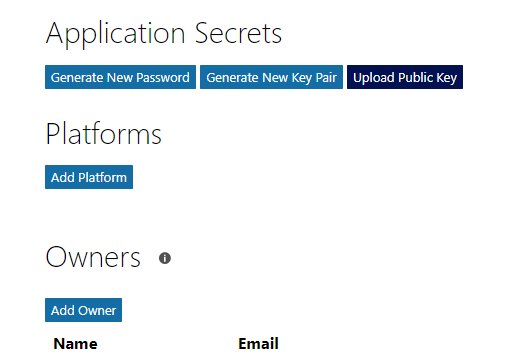 Application Secrets
Generate New Password Generate New Key Pair Upload Public Key
Platforms
Add Platform
Owners
Add Owner
Name Email